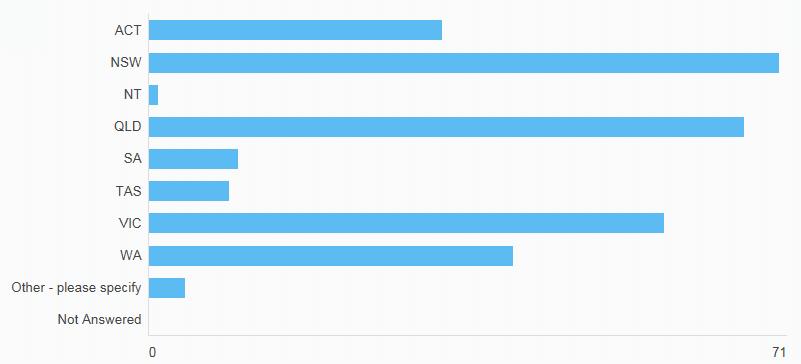 ACT
NSW
NT
QLD
SA
TAS
VIC
WA
Other - please specify
Not Answered
0 71